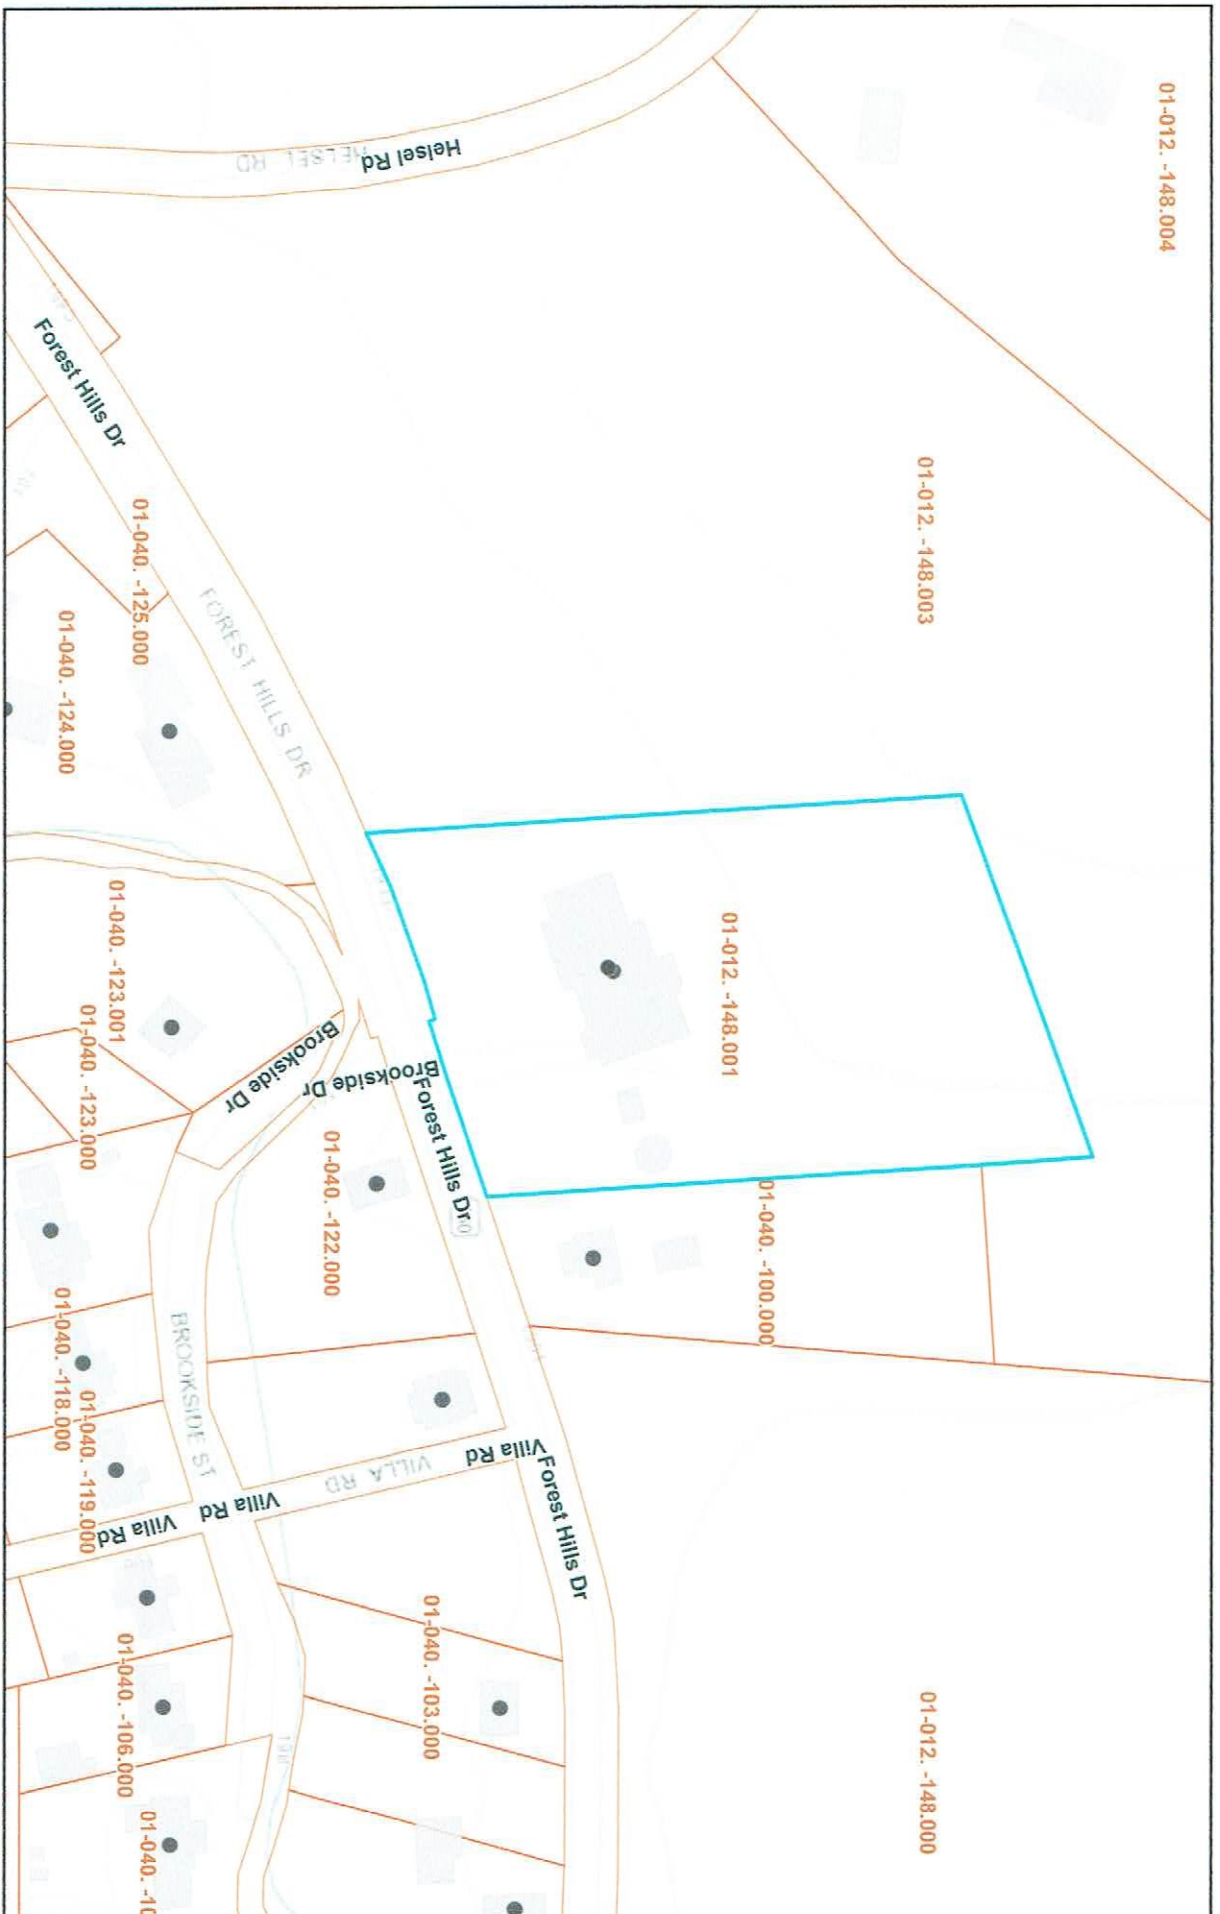 01-012. -148.004
Helsel Rd
HELSEL RD
01-012. -148.003
Forest Hills Dr
01-040. -125.000
FOREST HILLS DR
01-040. -124.000
01-012. -148.001
01-040. -123.001
01-040. -123.000
Brookside Dr
Brookside Dr
Forest Hills Dr
01-040. -122.000
01-040. -100.000
01-040. -118.000
01-040. -119.000
BROOKSIDE ST
Villa Rd
VILLA RD
Villa Rd
Villa Rd
Forest Hills Dr
01-040. -103.000
01-040. -106.000
01-040. -10
01-012. -148.000